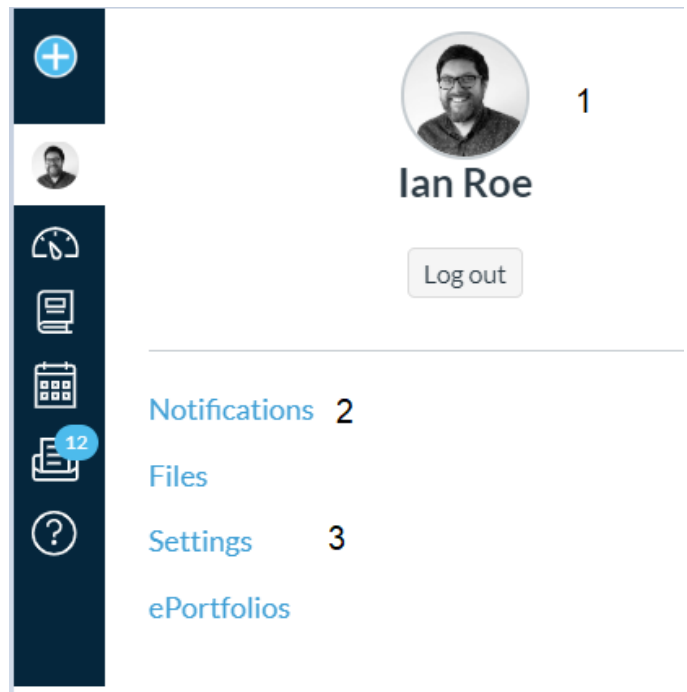 1
Ian Roe
Log out
Notifications 2
12
Files
Settings 3
?
ePortfolios